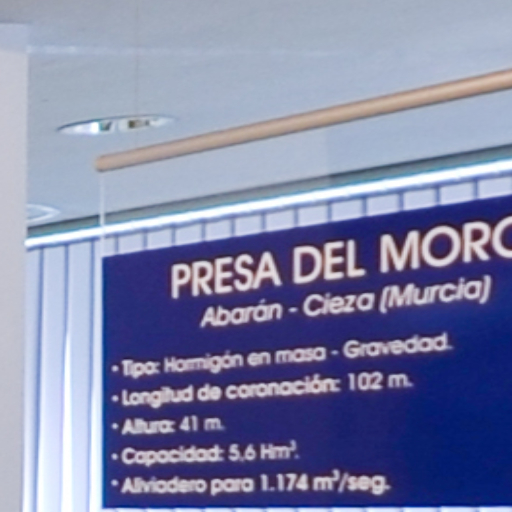 PRESA DEL MORO
Abarán - Cieza (Murcia)
• Tipo: Hormigón en masa - Gravedad.
• Longitud de coronación: 102 m.
• Altura: 41 m.
• Capacidad: 5,6 Hm³.
• Aliviadero para 1.174 m³/seg.